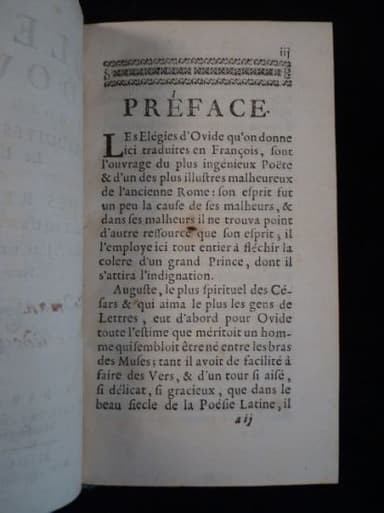 iij
PRÉFACE.
LEs Elégies d'Ovide qu'on donne
ici traduites en François, sont
l'ouvrage du plus ingénieux Poëte
& d'un des plus illustres malheureux
de l'ancienne Rome: son esprit fut
un peu la cause de ses malheurs, &
dans ses malheurs il ne trouva point
d'autre ressource que son esprit, il
l'employe ici tout entier à fléchir la
colere d'un grand Prince, dont il
s'attira l'indignation.
Auguste, le plus spirituel des Cé-
sars & qui aima le plus les gens de
Lettres, eut d'abord pour Ovide
toute l'estime que méritoit un hom-
me qui sembloit être né entre les bras
des Muses; tant il avoit de facilité à
faire des Vers, & d'un tour si aisé,
si délicat, si gracieux, que dans le
beau siecle de la Poésie Latine, il
a ij